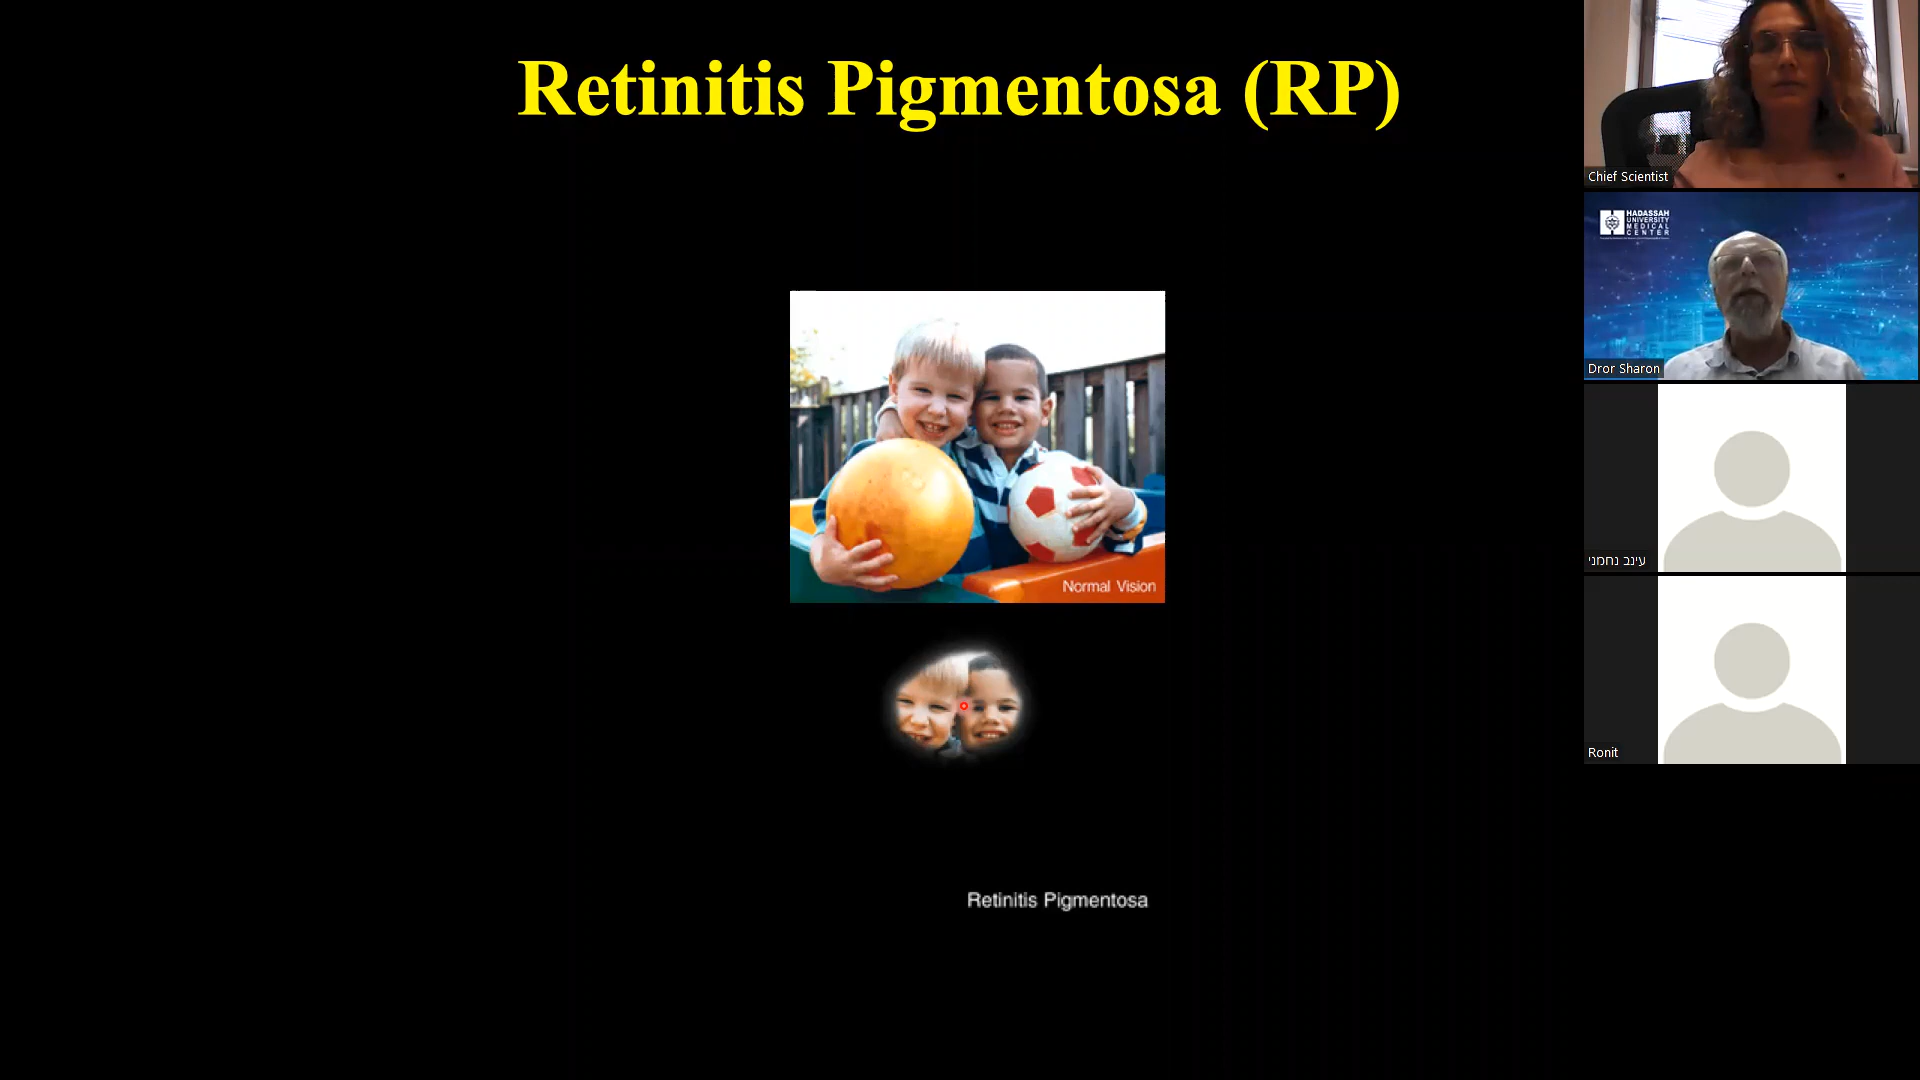 Retinitis Pigmentosa (RP)
Normal Vision
Retinitis Pigmentosa
Chief Scientist
HADASSAH
UNIVERSITY
MEDICAL
CENTER
Dror Sharon
עינב נחמני
Ronit